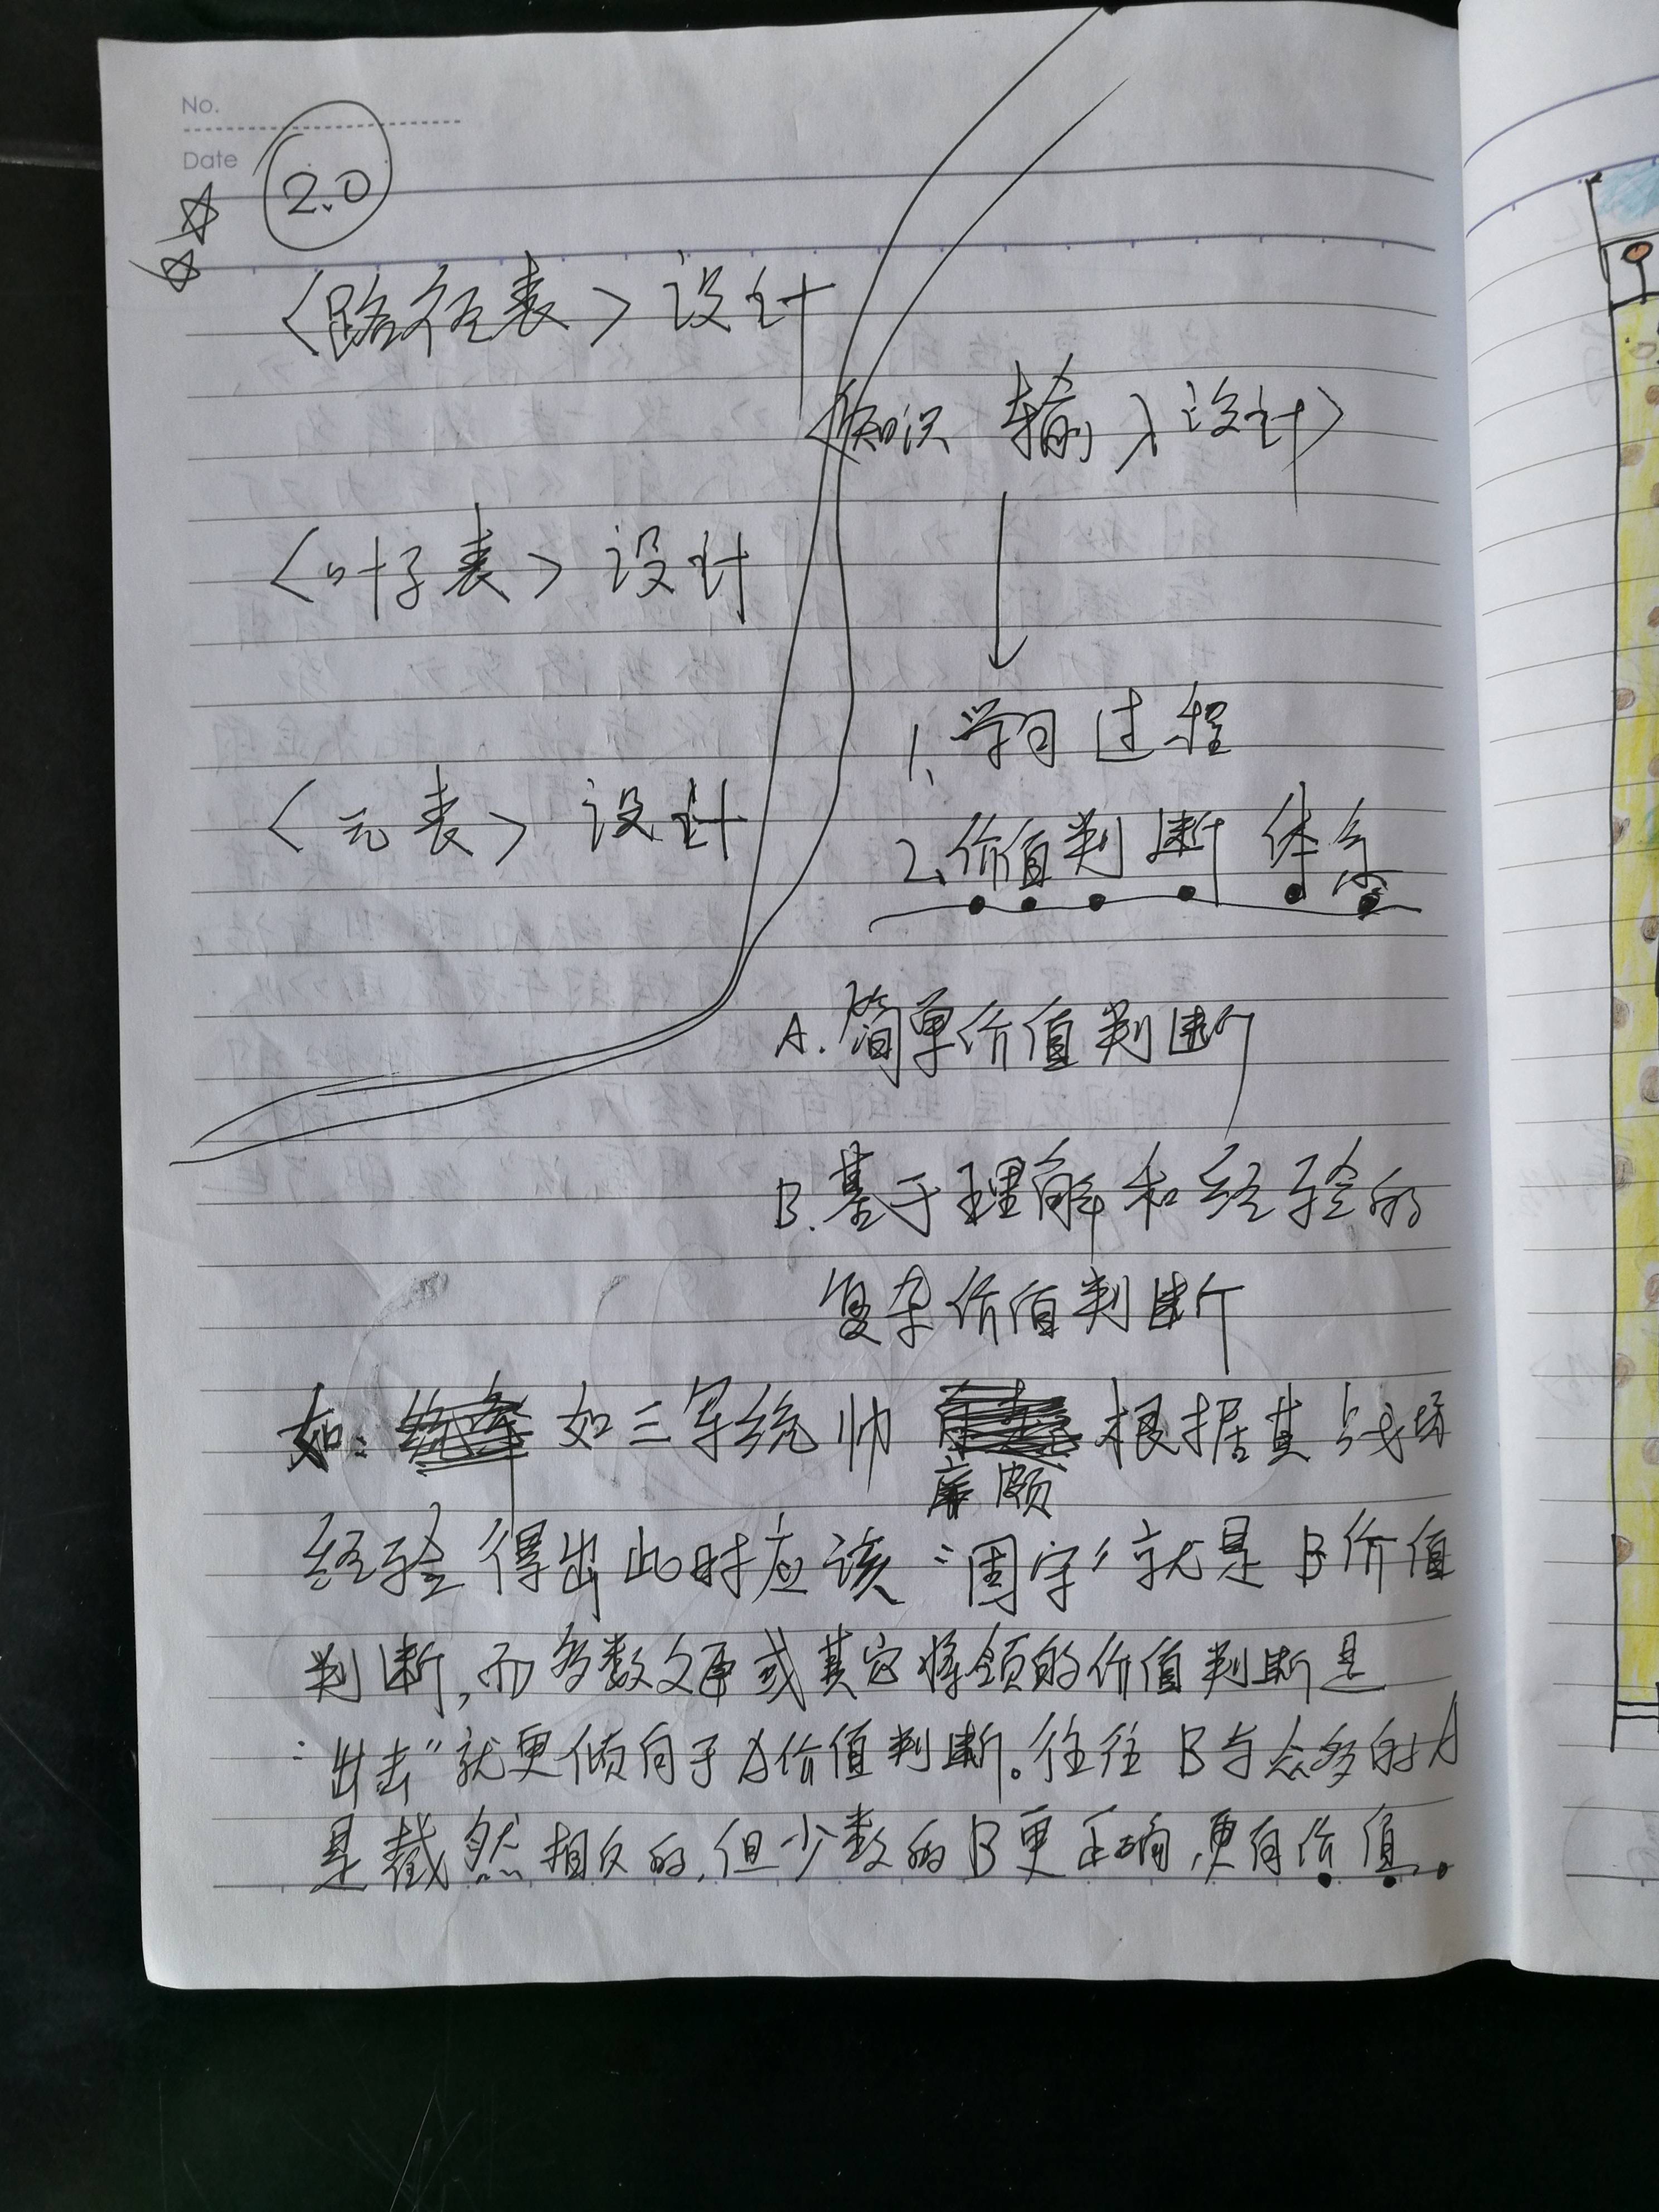 No.
Date
2.0
〈路径表〉设计
〈知识 输入设计〉
〈叶子表〉设计
1、学习过程
〈元表〉设计
2、价值判断体系
A.简单价值判断
B.基于理解和经验的
复杂价值判断
如：如三军统帅 根据其战场
廉颇
经验得出此时应该“固守”就是B价值
判断,而多数文臣或其它将领的价值判断是
“出击”就更倾向于A价值判断。往往B与众多的A
是截然相反的,但少数的B更正确,更有价值。